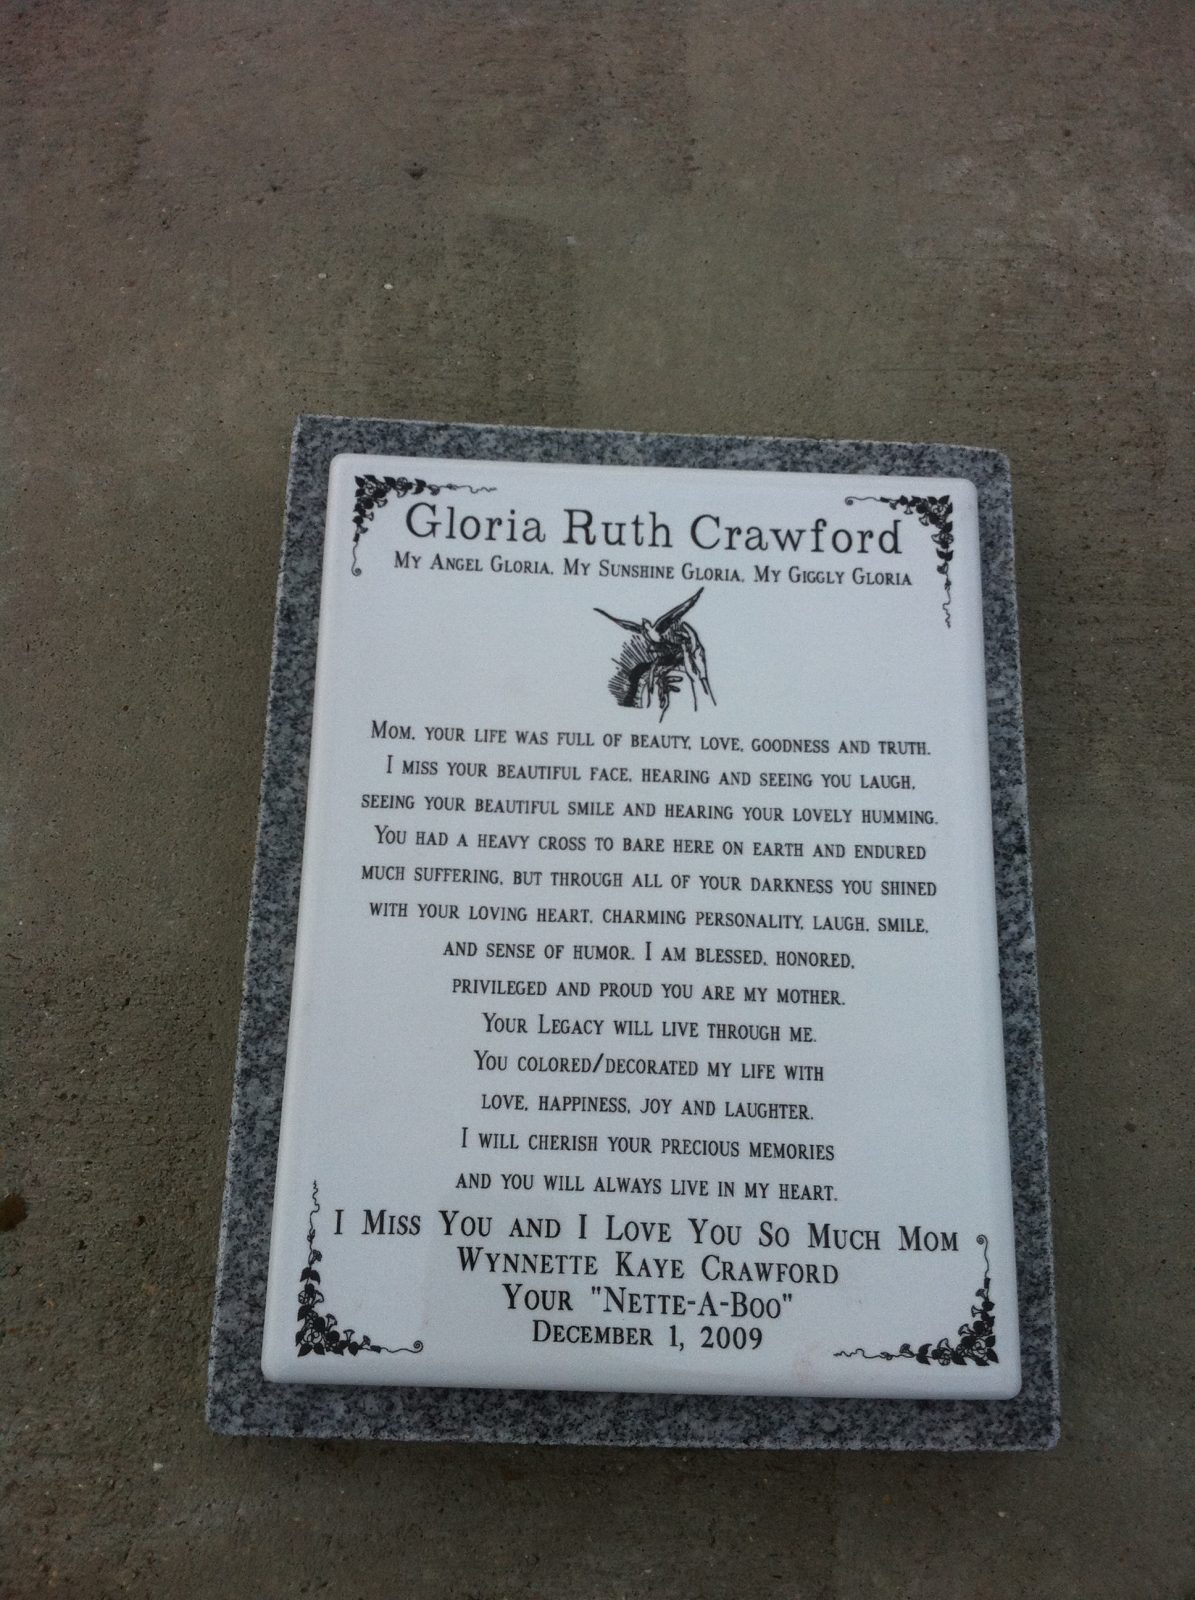 Gloria Ruth Crawford
My Angel Gloria, My Sunshine Gloria, My Giggly Gloria
Mom, your life was full of beauty, love, goodness and truth.
I miss your beautiful face, hearing and seeing you laugh,
seeing your beautiful smile and hearing your lovely humming.
You had a heavy cross to bare here on earth and endured
much suffering, but through all of your darkness you shined
with your loving heart, charming personality, laugh, smile,
and sense of humor. I am blessed, honored,
privileged and proud you are my mother.
Your Legacy will live through me.
You colored/decorated my life with
love, happiness, joy and laughter.
I will cherish your precious memories
and you will always live in my heart.
I Miss You and I Love You So Much Mom
Wynnette Kaye Crawford
Your "Nette-A-Boo"
December 1, 2009